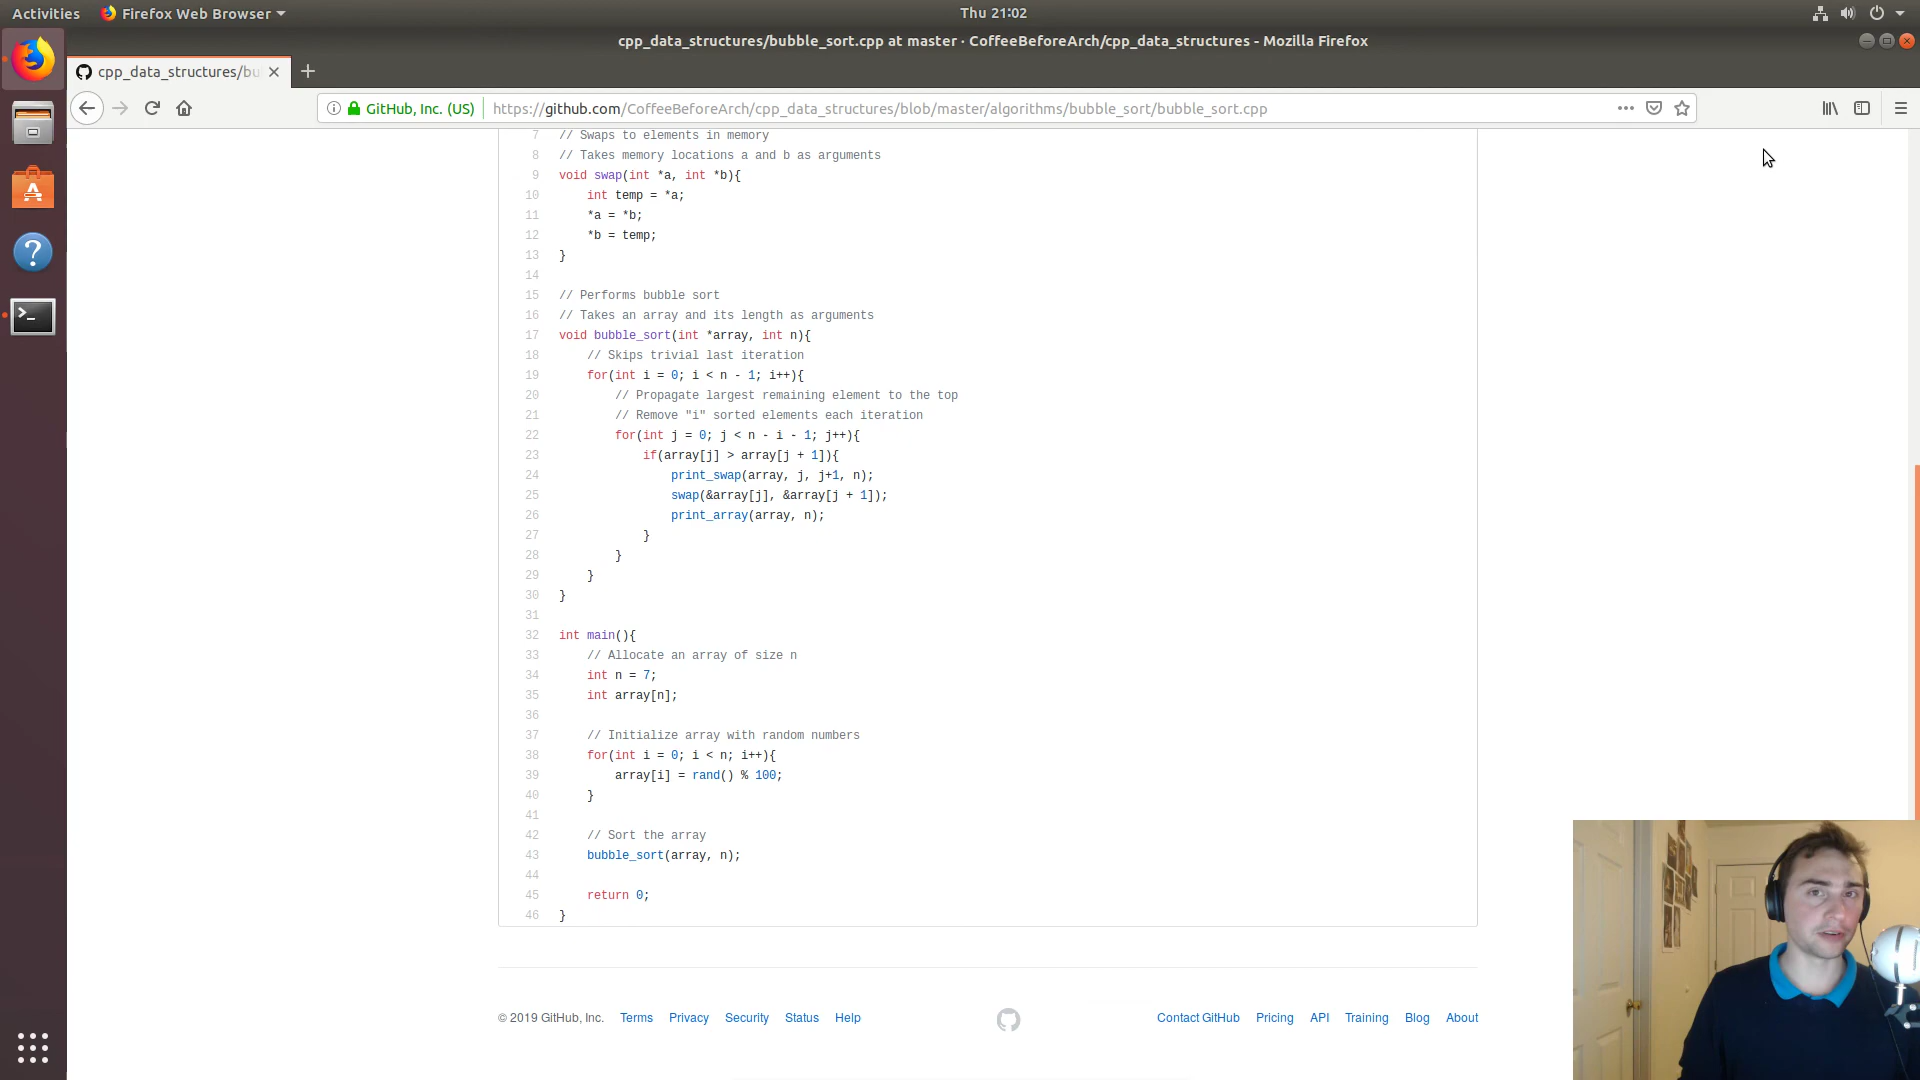 Activities Firefox Web Browser Thu 21:02
cpp_data_structures/bubble_sort.cpp at master · CoffeeBeforeArch/cpp_data_structures - Mozilla Firefox
cpp_data_structures/bu
GitHub, Inc. (US) https://github.com/CoffeeBeforeArch/cpp_data_structures/blob/master/algorithms/bubble_sort/bubble_sort.cpp
7 // Swaps to elements in memory
8 // Takes memory locations a and b as arguments
9 void swap(int *a, int *b){
10 int temp = *a;
11 *a = *b;
12 *b = temp;
13 }
14
15 // Performs bubble sort
16 // Takes an array and its length as arguments
17 void bubble_sort(int *array, int n){
18 // Skips trivial last iteration
19 for(int i = 0; i < n - 1; i++){
20 // Propagate largest remaining element to the top
21 // Remove "i" sorted elements each iteration
22 for(int j = 0; j < n - i - 1; j++){
23 if(array[j] > array[j + 1]){
24 print_swap(array, j, j+1, n);
25 swap(&array[j], &array[j + 1]);
26 print_array(array, n);
27 }
28 }
29 }
30 }
31
32 int main(){
33 // Allocate an array of size n
34 int n = 7;
35 int array[n];
36
37 // Initialize array with random numbers
38 for(int i = 0; i < n; i++){
39 array[i] = rand() % 100;
40 }
41
42 // Sort the array
43 bubble_sort(array, n);
44
45 return 0;
46 }
© 2019 GitHub, Inc. Terms Privacy Security Status Help Contact GitHub Pricing API Training Blog About